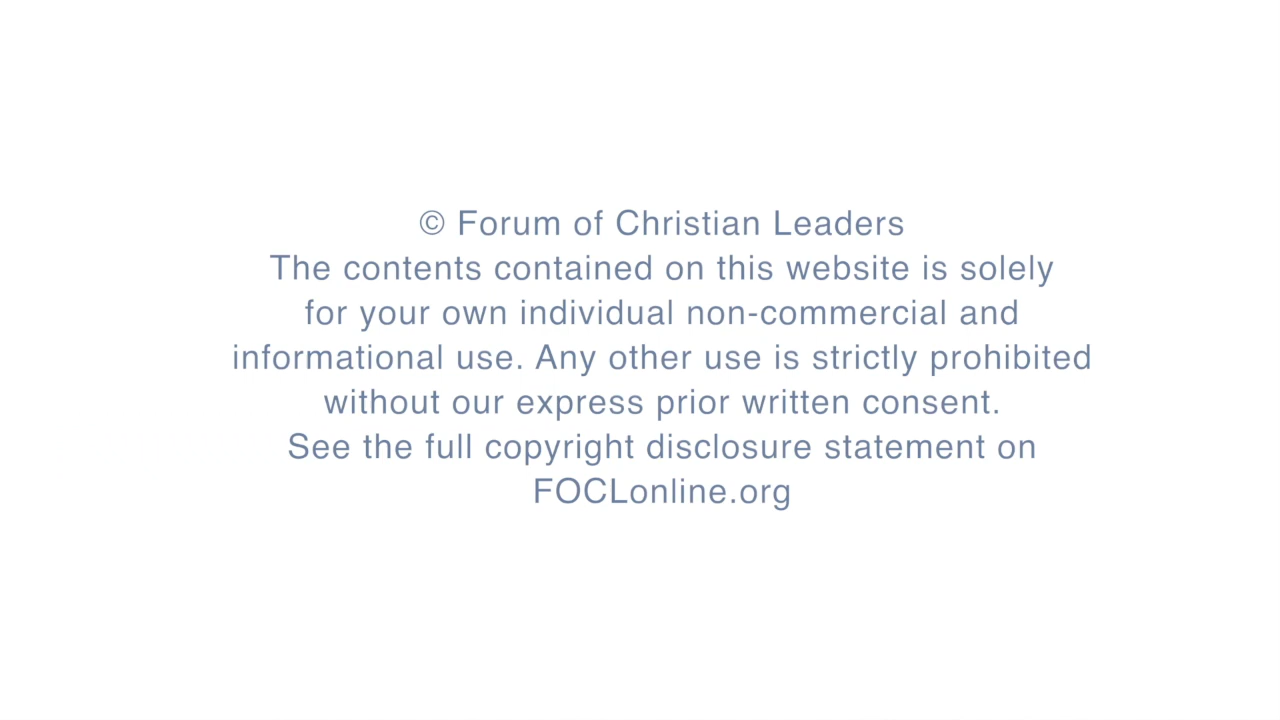 © Forum of Christian Leaders
The contents contained on this website is solely
for your own individual non-commercial and
informational use. Any other use is strictly prohibited
without our express prior written consent.
See the full copyright disclosure statement on
FOCLonline.org